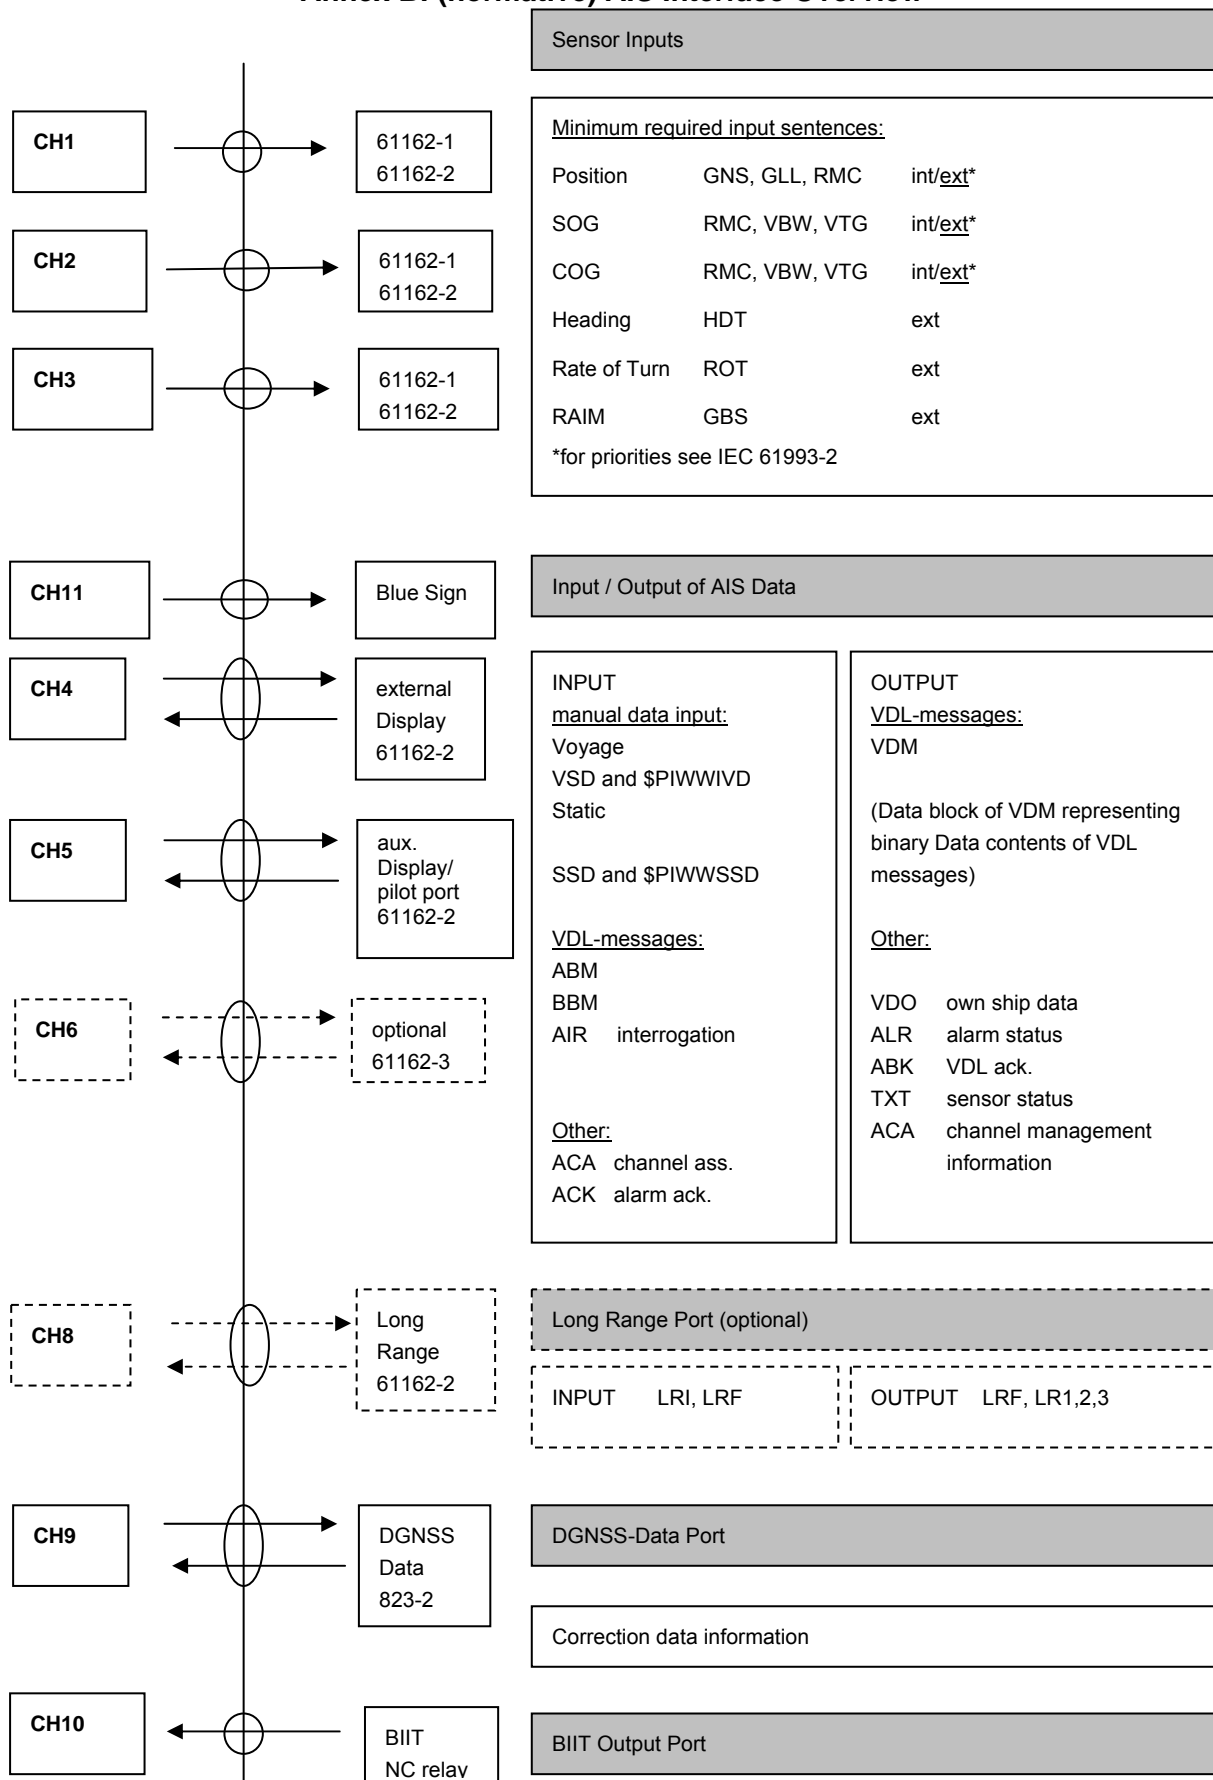 Annex B: (normative) AIS Interface Overview
Sensor Inputs
CH1
61162-1
61162-2
CH2
61162-1
61162-2
CH3
61162-1
61162-2
Minimum required input sentences:
Position GNS, GLL, RMC int/ext*
SOG RMC, VBW, VTG int/ext*
COG RMC, VBW, VTG int/ext*
Heading HDT ext
Rate of Turn ROT ext
RAIM GBS ext
*for priorities see IEC 61993-2
CH11
Blue Sign
Input / Output of AIS Data
CH4
external
Display
61162-2
CH5
aux.
Display/
pilot port
61162-2
CH6
optional
61162-3
INPUT
manual data input:
Voyage
VSD and $PIWWIVD
Static
SSD and $PIWWSSD
VDL-messages:
ABM
BBM
AIR interrogation
Other:
ACA channel ass.
ACK alarm ack.
OUTPUT
VDL-messages:
VDM
(Data block of VDM representing
binary Data contents of VDL
messages)
Other:
VDO own ship data
ALR alarm status
ABK VDL ack.
TXT sensor status
ACA channel management
information
CH8
Long
Range
61162-2
Long Range Port (optional)
INPUT LRI, LRF
OUTPUT LRF, LR1,2,3
CH9
DGNSS
Data
823-2
DGNSS-Data Port
Correction data information
CH10
BIIT
NC relay
BIIT Output Port